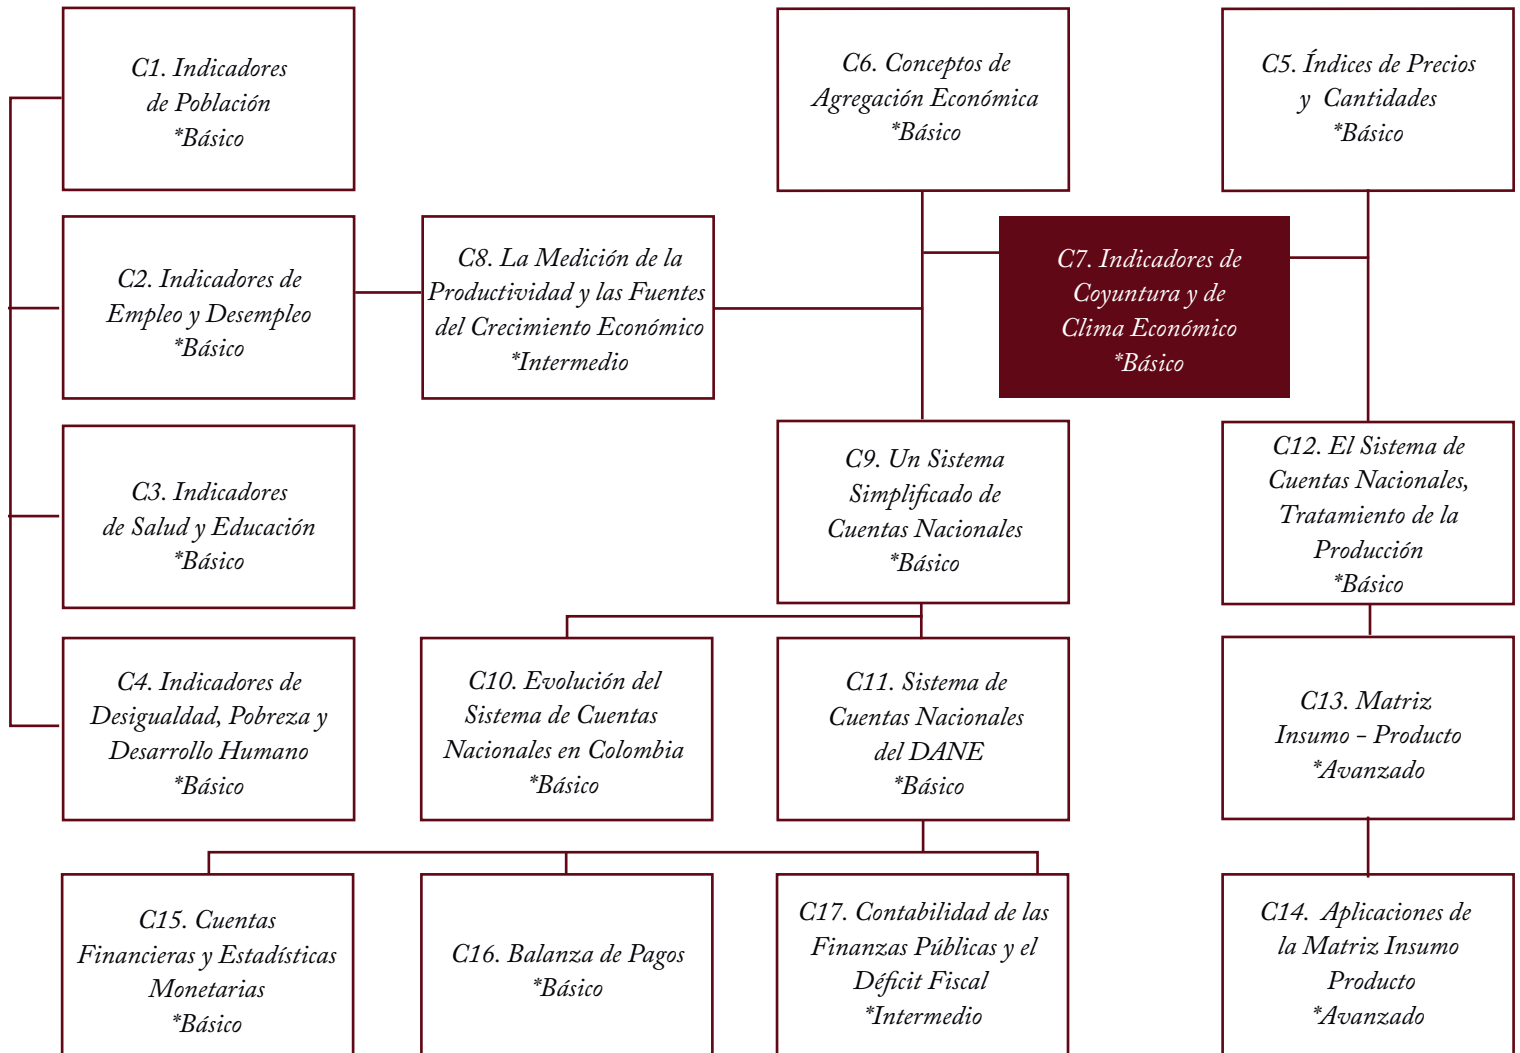 C1. Indicadores
de Población
*Básico
C6. Conceptos de
Agregación Económica
*Básico
C5. Índices de Precios
y Cantidades
*Básico
C2. Indicadores de
Empleo y Desempleo
*Básico
C8. La Medición de la
Productividad y las Fuentes
del Crecimiento Económico
*Intermedio
C7. Indicadores de
Coyuntura y de
Clima Económico
*Básico
C3. Indicadores
de Salud y Educación
*Básico
C9. Un Sistema
Simplificado de
Cuentas Nacionales
*Básico
C12. El Sistema de
Cuentas Nacionales,
Tratamiento de la
Producción
*Básico
C4. Indicadores de
Desigualdad, Pobreza y
Desarrollo Humano
*Básico
C10. Evolución del
Sistema de Cuentas
Nacionales en Colombia
*Básico
C11. Sistema de
Cuentas Nacionales
del DANE
*Básico
C13. Matriz
Insumo - Producto
*Avanzado
C15. Cuentas
Financieras y Estadísticas
Monetarias
*Básico
C16. Balanza de Pagos
*Básico
C17. Contabilidad de las
Finanzas Públicas y el
Déficit Fiscal
*Intermedio
C14. Aplicaciones de
la Matriz Insumo
Producto
*Avanzado